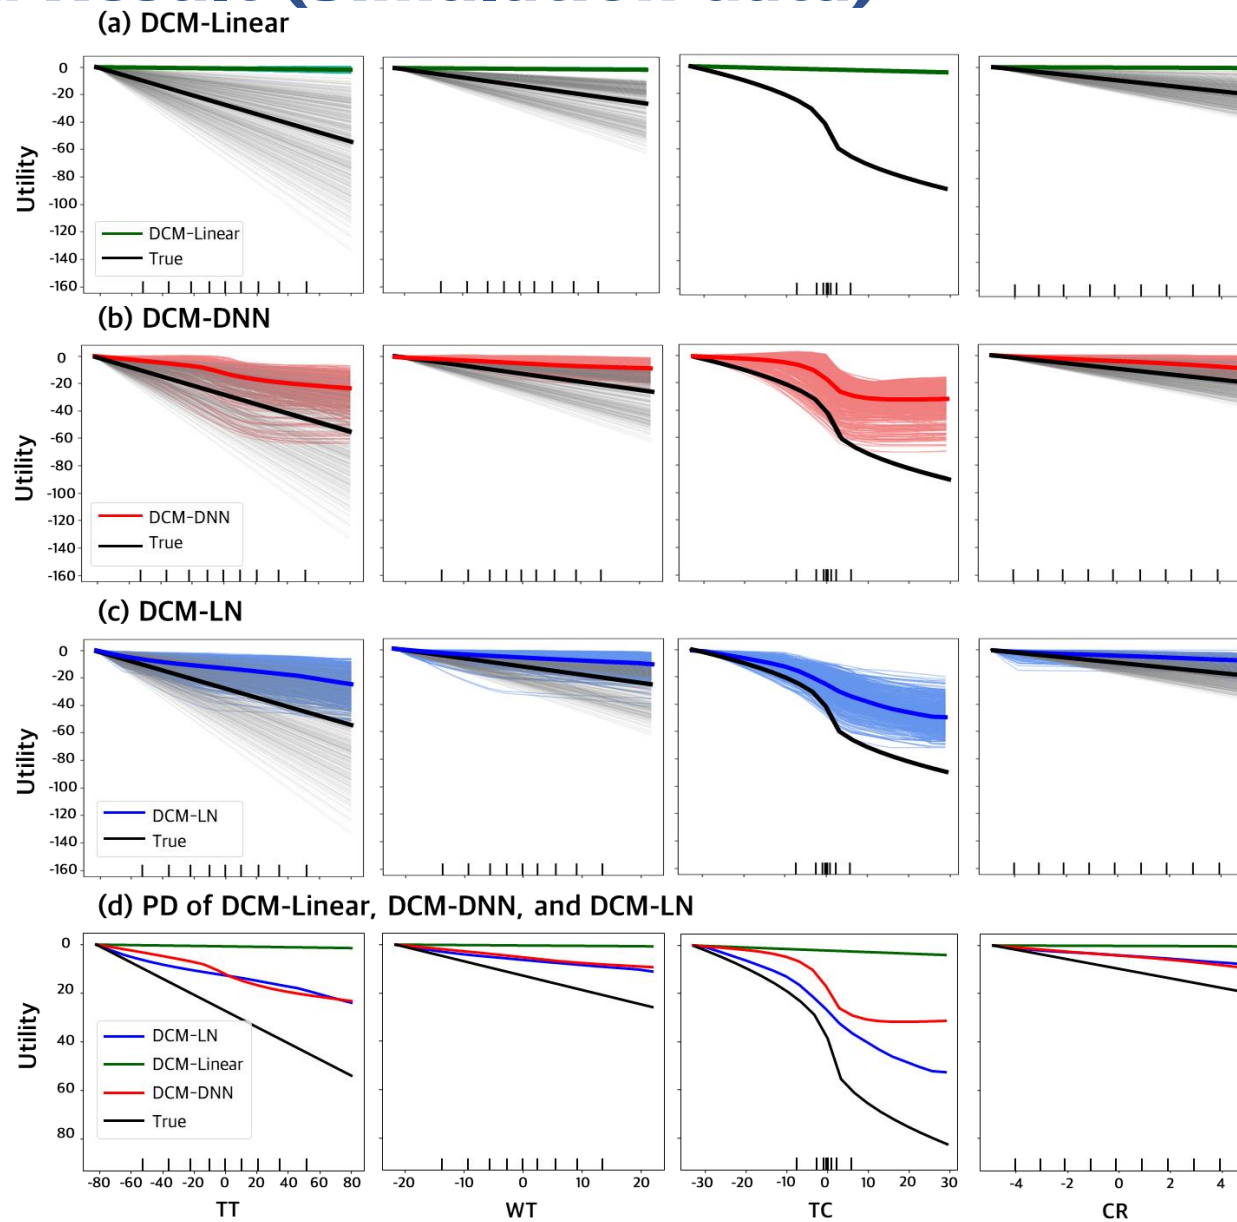 Result (Simulation data)
(a) DCM-Linear
Utility
0
-20
-40
-60
-80
-100
-120
-140
-160
DCM-Linear
True
(b) DCM-DNN
Utility
0
-20
-40
-60
-80
-100
-120
-140
-160
DCM-DNN
True
(c) DCM-LN
Utility
0
-20
-40
-60
-80
-100
-120
-140
-160
DCM-LN
True
(d) PD of DCM-Linear, DCM-DNN, and DCM-LN
Utility
0
20
40
60
80
DCM-LN
DCM-Linear
DCM-DNN
True
-80 -60 -40 -20 0 20 40 60 80
-20 0 20
-30 -20 -10 0 10 20 30
-4 -2 0 2 4
TT WT TC CR